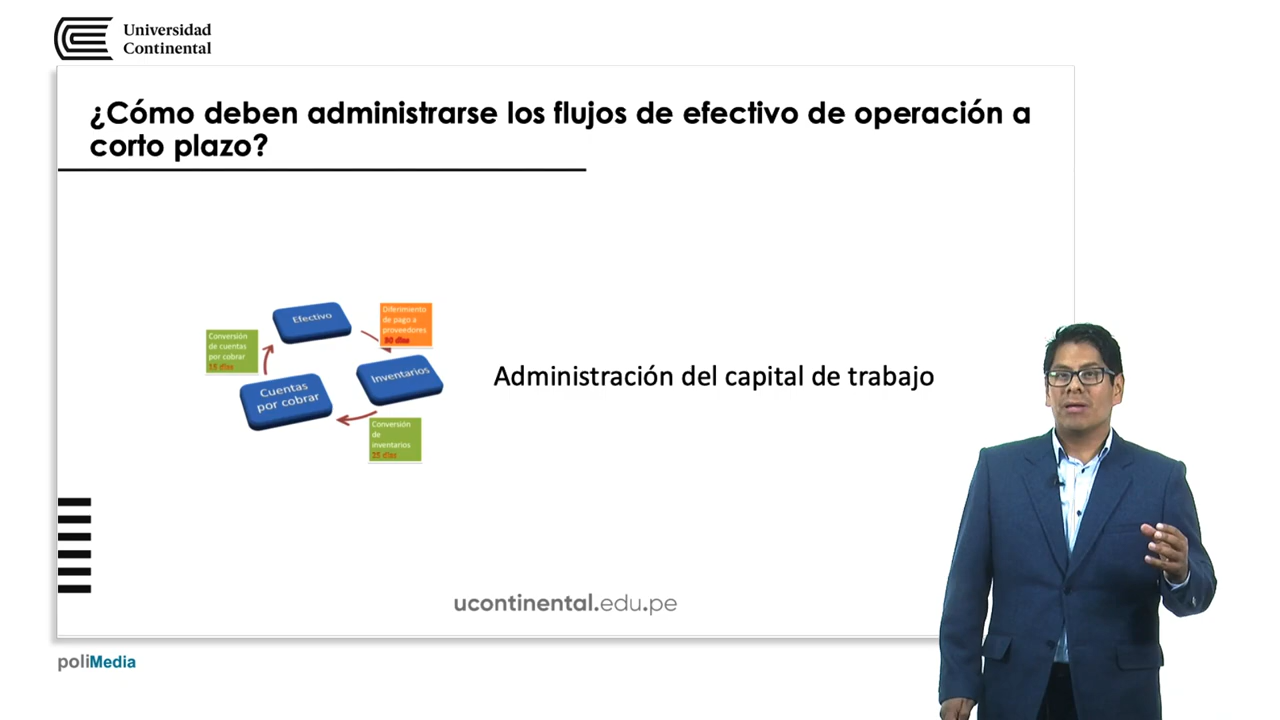 Universidad
Continental
¿Cómo deben administrarse los flujos de efectivo de operación a
corto plazo?
Efectivo
Diferimiento
de pago a
proveedores
Conversión
de cuentas
por cobrar
15 días
Inventarios
Cuentas
por cobrar
Administración del capital de trabajo
Conversión
de
inventarios
ucontinental.edu.pe
poliMedia